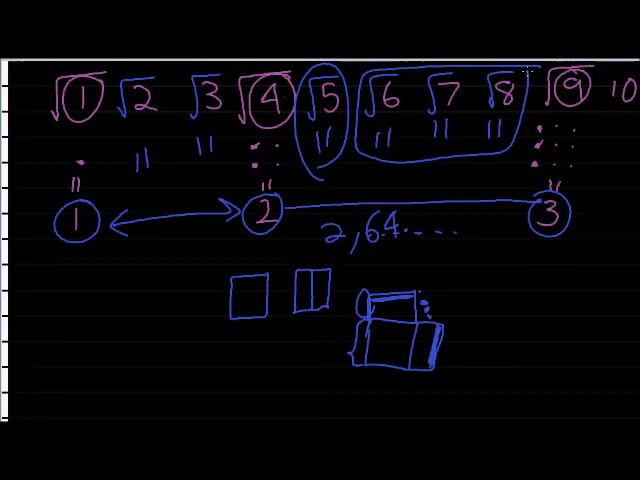 √1 √2 √3 √4 √5 √6 √7 √8 √9 10
1 2 3
2,64.....